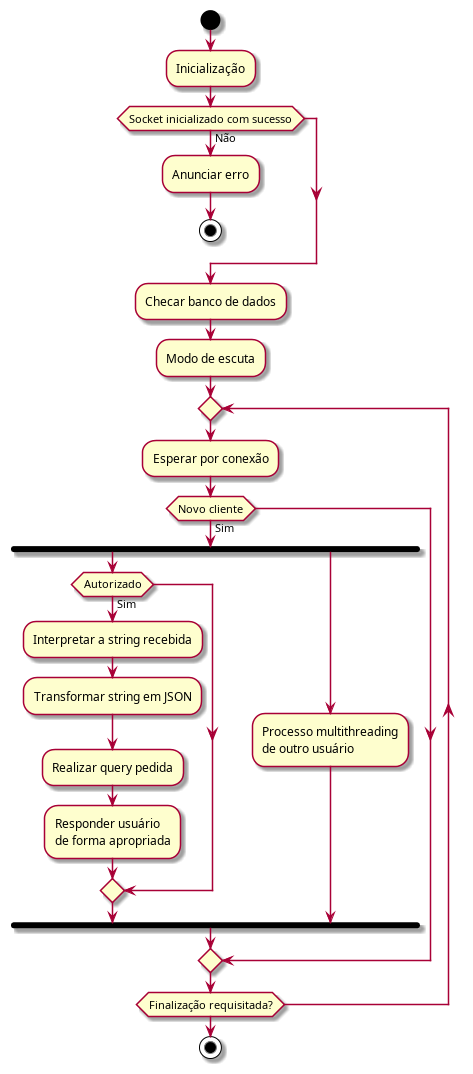 Inicialização
Socket inicializado com sucesso
Não
Anunciar erro
Checar banco de dados
Modo de escuta
Esperar por conexão
Novo cliente
Sim
Autorizado
Sim
Interpretar a string recebida
Transformar string em JSON
Processo multithreading
de outro usuário
Realizar query pedida
Responder usuário
de forma apropriada
Finalização requisitada?